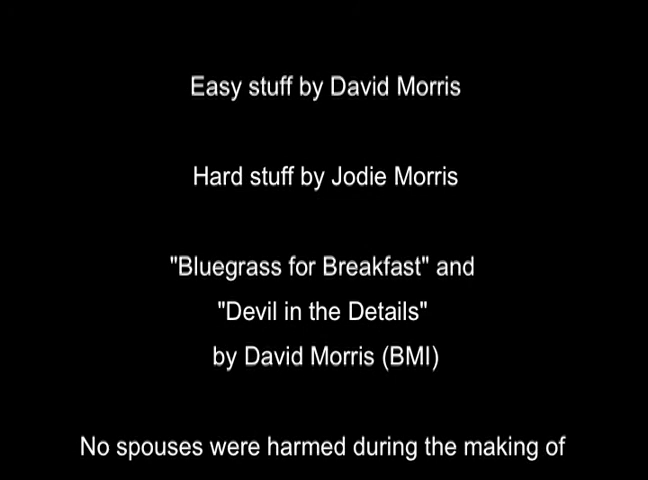 Easy stuff by David Morris
Hard stuff by Jodie Morris
"Bluegrass for Breakfast" and
"Devil in the Details"
by David Morris (BMI)
No spouses were harmed during the making of